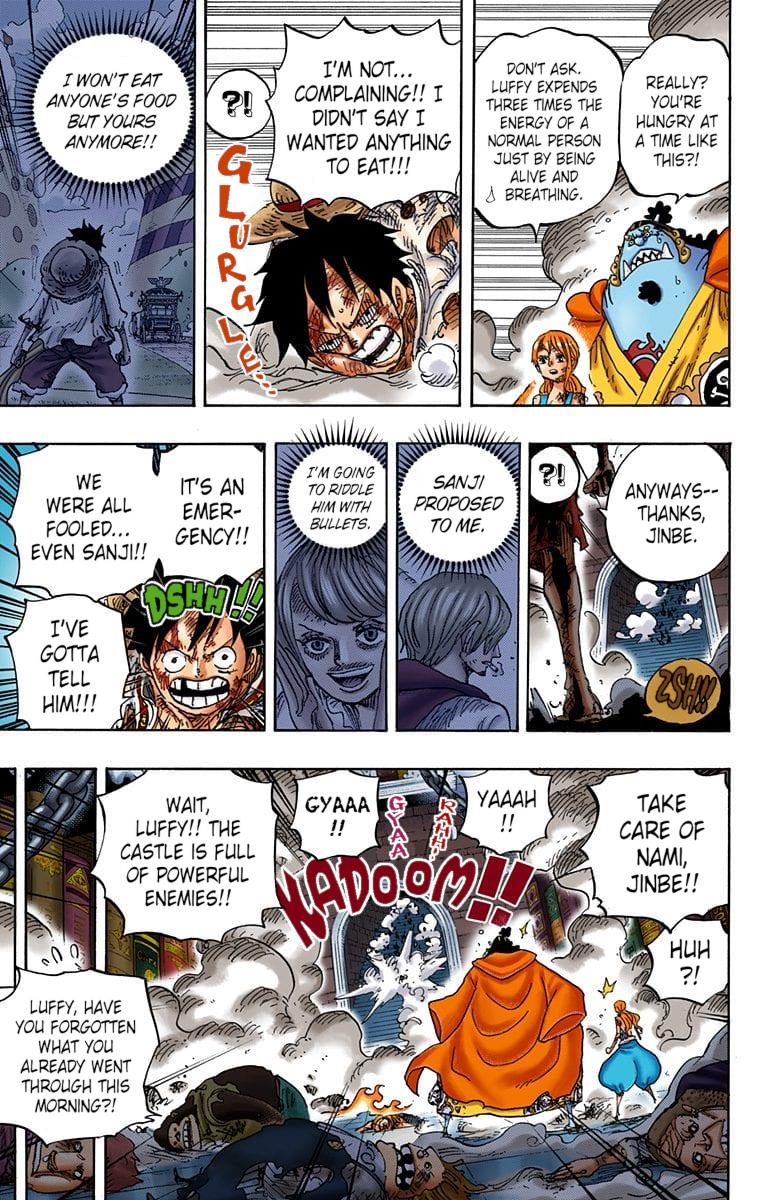 REALLY?
YOU'RE
HUNGRY AT
A TIME LIKE
THIS?!
DON'T ASK.
LUFFY EXPENDS
THREE TIMES THE
ENERGY OF A
NORMAL PERSON
JUST BY BEING
ALIVE AND
BREATHING.
I'M NOT...
COMPLAINING!! I
DIDN'T SAY I
WANTED ANYTHING
TO EAT!!!
?!
GLURGLE...
I WON'T EAT
ANYONE'S FOOD
BUT YOURS
ANYMORE!!
ANYWAYS--
THANKS,
JINBE.
?!
ZSH!!
SANJI
PROPOSED
TO ME.
I'M GOING
TO RIDDLE
HIM WITH
BULLETS.
IT'S AN
EMER-
GENCY!!
WE
WERE ALL
FOOLED...
EVEN SANJI!!
DSHH!!
I'VE
GOTTA
TELL
HIM!!!
TAKE
CARE OF
NAMI,
JINBE!!
HUH
?!
YAAAH
!!
RAHH!
GYAA
GYAAA
!!
KADOOM!!
WAIT,
LUFFY!! THE
CASTLE IS FULL
OF POWERFUL
ENEMIES!!
LUFFY, HAVE
YOU FORGOTTEN
WHAT YOU
ALREADY WENT
THROUGH THIS
MORNING?!